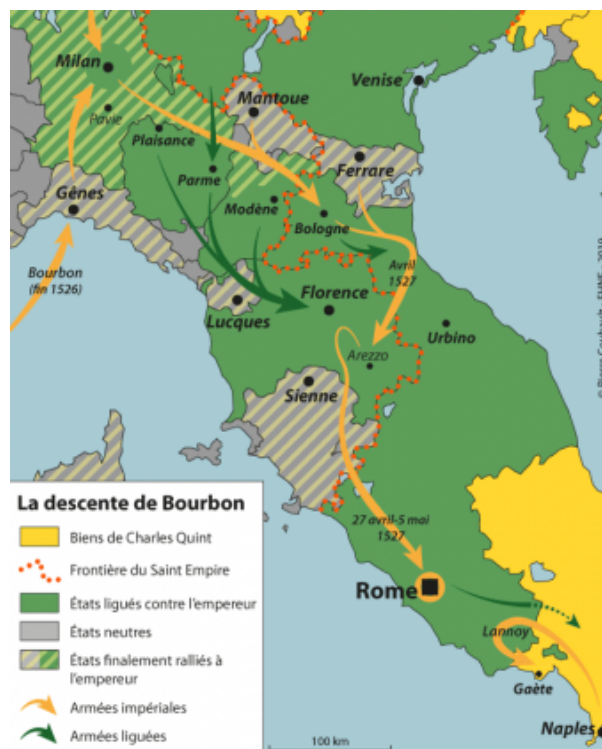 Milan
Venise
Pavie
Mantoue
Plaisance
Ferrare
Parme
Gênes
Modène
Bologne
Bourbon
(fin 1526)
Avril
1527
Florence
Lucques
Urbino
Arezzo
Sienne
27 avril-5 mai
1527
Rome
Lannoy
Gaète
Naples
La descente de Bourbon
Biens de Charles Quint
Frontière du Saint Empire
États ligués contre l'empereur
États neutres
États finalement ralliés à
l'empereur
Armées impériales
Armées liguées
100 km